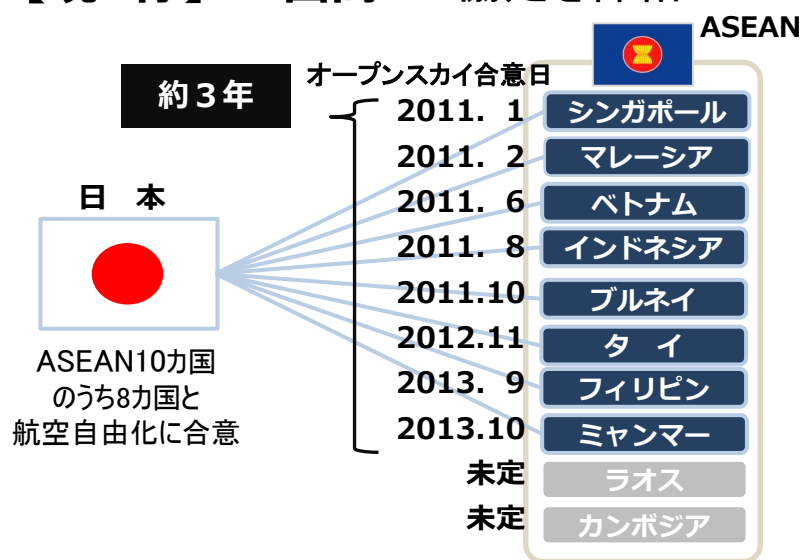 ASEAN
オープンスカイ合意日
約3年
2011. 1 シンガポール
2011. 2 マレーシア
日 本
2011. 6 ベトナム
2011. 8 インドネシア
2011.10 ブルネイ
2012.11 タ イ
2013. 9 フィリピン
2013.10 ミャンマー
未定 ラオス
未定 カンボジア
ASEAN10カ国
のうち8カ国と
航空自由化に合意